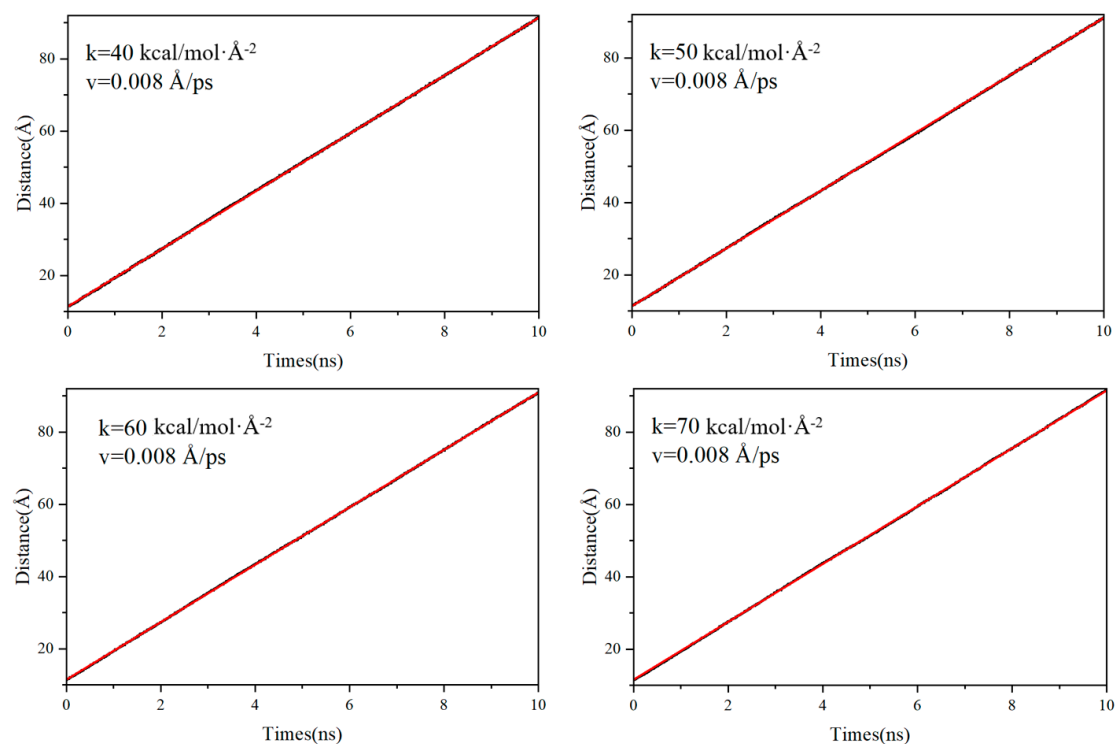 k=40 kcal/mol·Å-2
v=0.008 Å/ps
Distance(Å)
80
60
40
20
0 2 4 6 8 10
Times(ns)
k=50 kcal/mol·Å-2
v=0.008 Å/ps
Distance(Å)
80
60
40
20
0 2 4 6 8 10
Times(ns)
k=60 kcal/mol·Å-2
v=0.008 Å/ps
Distance(Å)
80
60
40
20
0 2 4 6 8 10
Times(ns)
k=70 kcal/mol·Å-2
v=0.008 Å/ps
Distance(Å)
80
60
40
20
0 2 4 6 8 10
Times(ns)